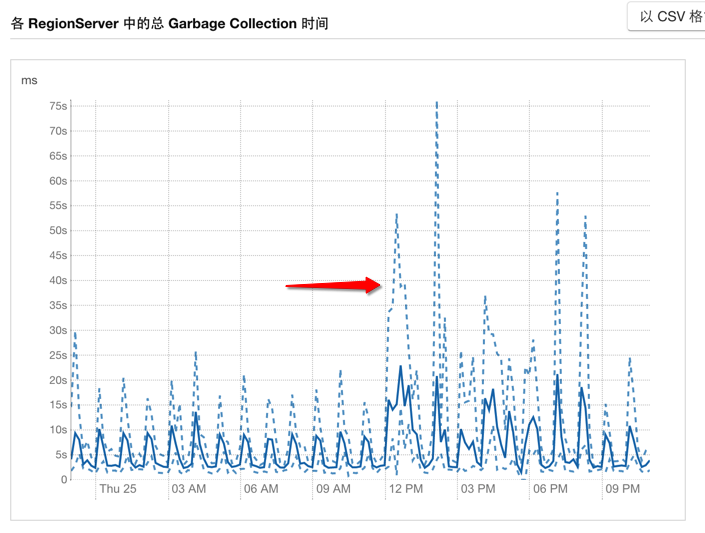 各 RegionServer 中的总 Garbage Collection 时间
以 CSV 格
ms
75s
70s
65s
60s
55s
50s
45s
40s
35s
30s
25s
20s
15s
10s
5s
0
Thu 25
03 AM
06 AM
09 AM
12 PM
03 PM
06 PM
09 PM